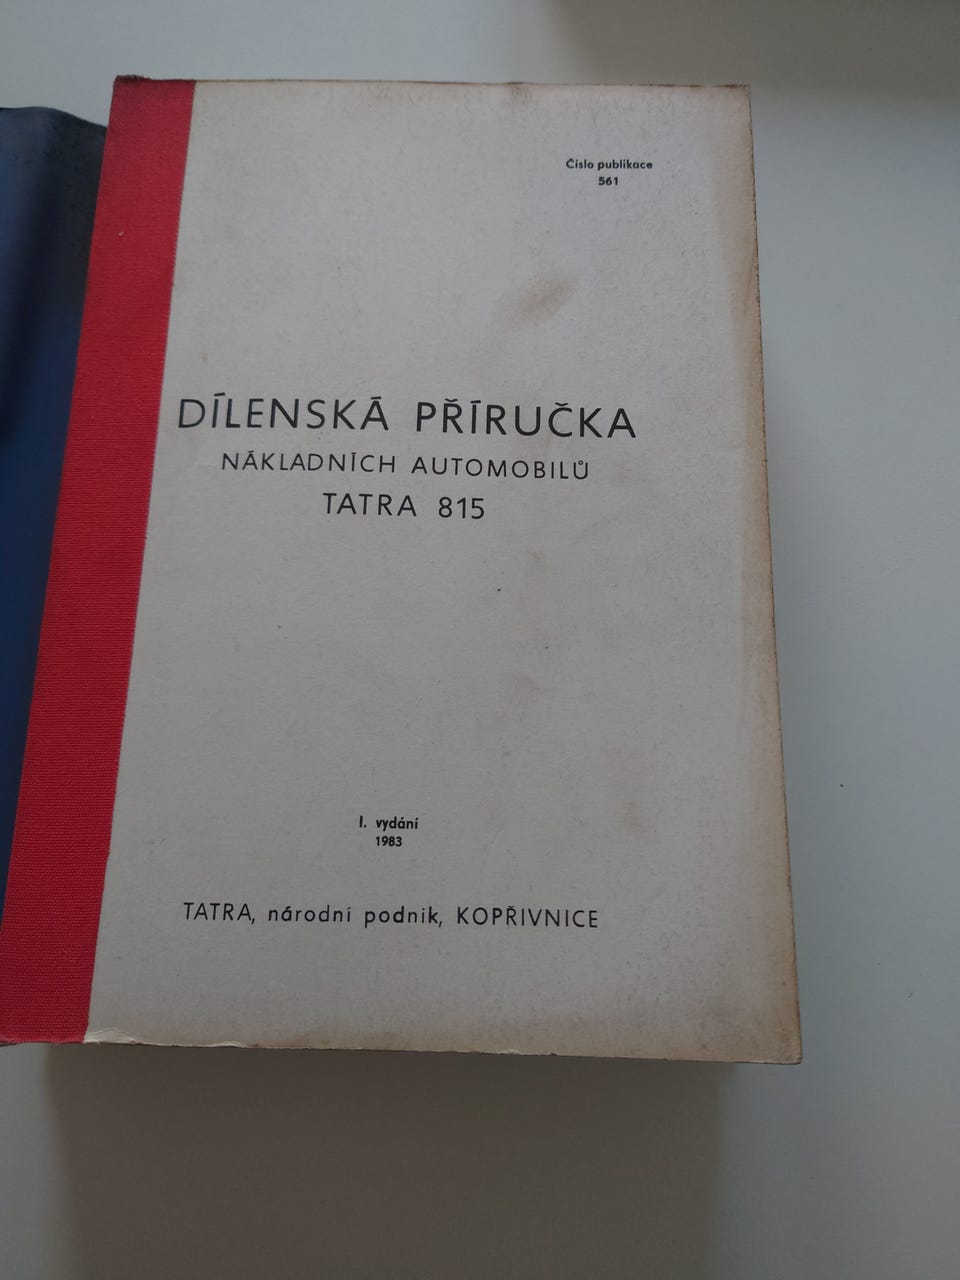 Číslo publikace
561
DÍLENSKÁ PŘÍRUČKA
NÁKLADNÍCH AUTOMOBILŮ
TATRA 815
I. vydání
1983
TATRA, národní podnik, KOPŘIVNICE